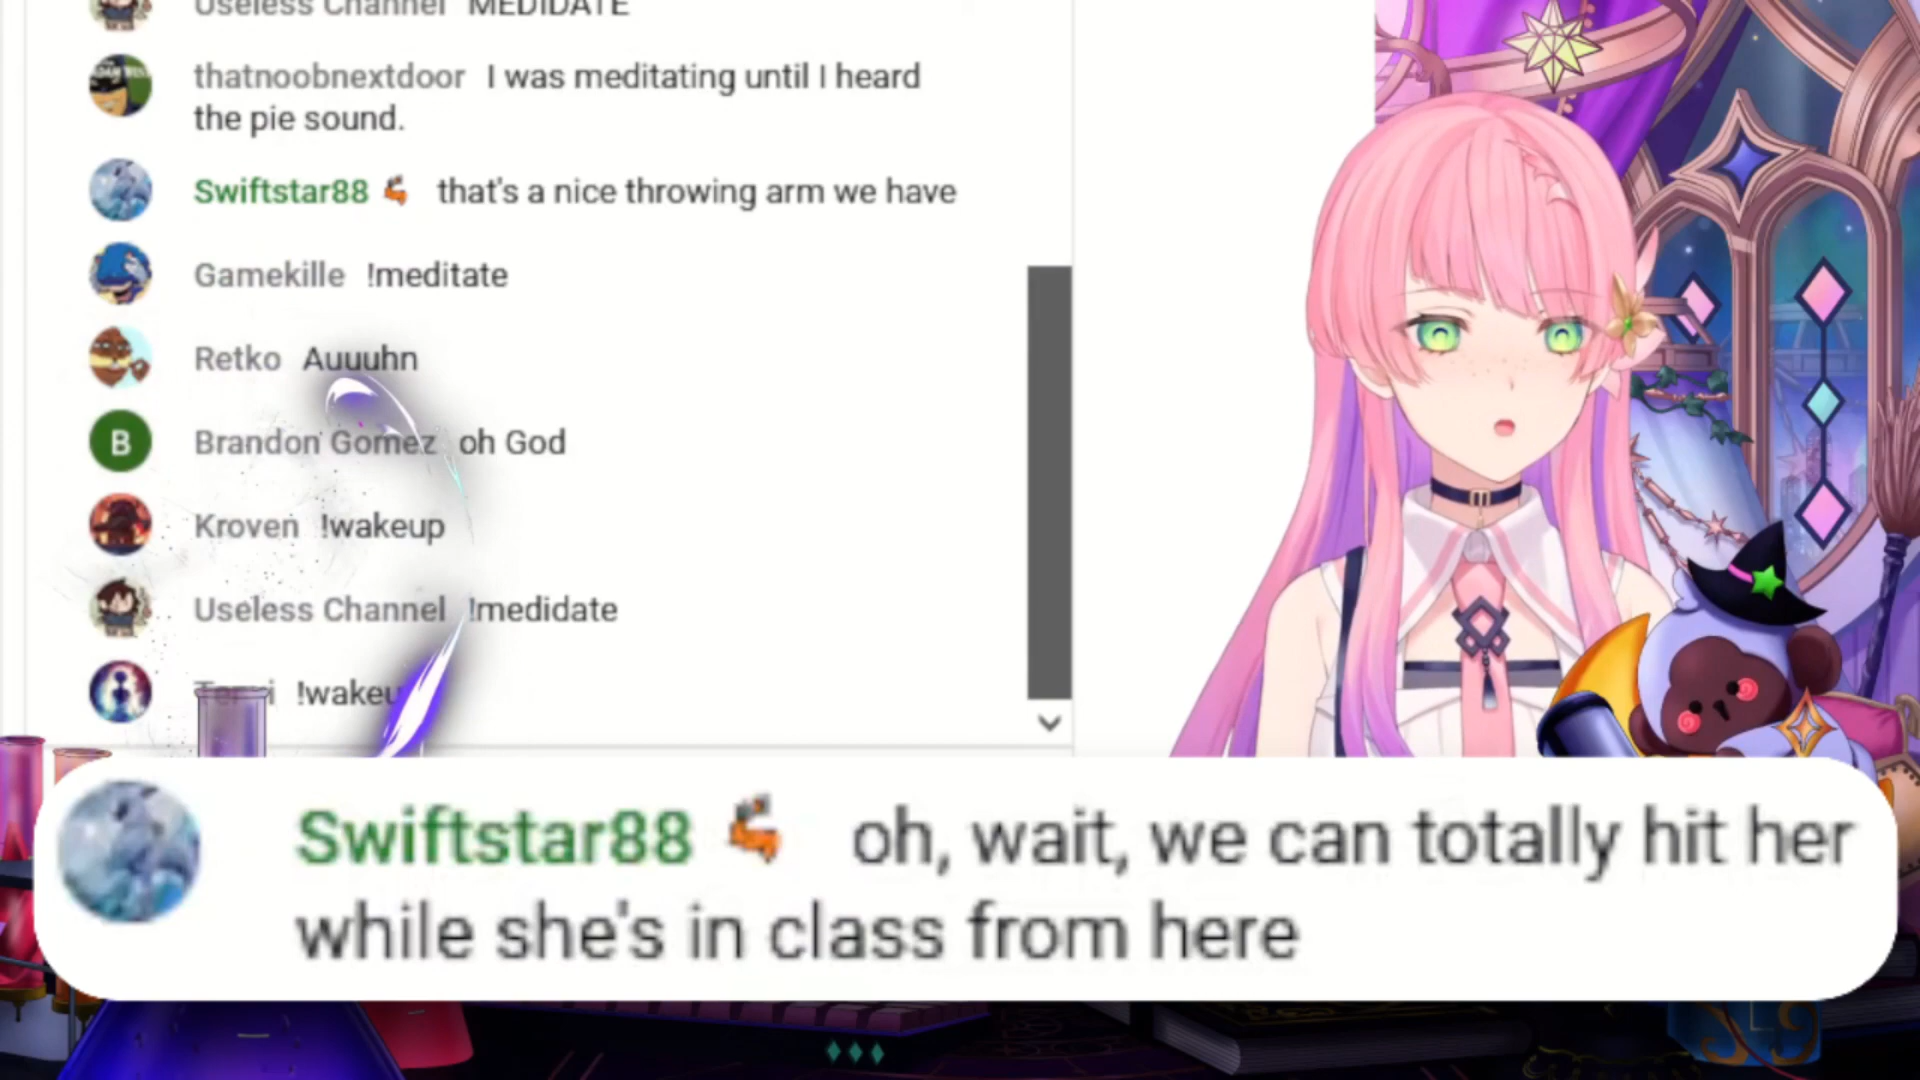 Useless Channel MEDIDATE
thatnoobnextdoor I was meditating until I heard
the pie sound.
Swiftstar88 that's a nice throwing arm we have
Gamekille !meditate
Retko Auuuhn
Brandon Gomez oh God
B
Kroven !wakeup
Useless Channel !medidate
!wakeu
Swiftstar88 oh, wait, we can totally hit her
while she's in class from here